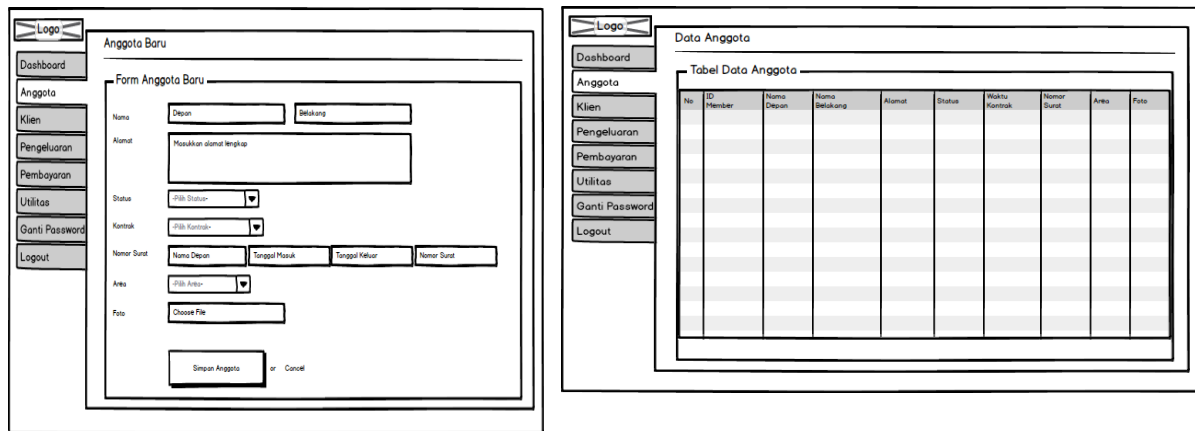 Logo
Anggota Baru
Dashboard
Anggota
Klien
Pengeluaran
Pembayaran
Utilitas
Ganti Password
Logout
Form Anggota Baru
Nama
Depan
Belakang
Alamat
Masukkan alamat lengkap
Status
-Pilih Status-
Kontrak
-Pilih Kontrak-
Nomor Surat
Nama Depan
Tanggal Masuk
Tanggal Keluar
Nomor Surat
Area
-Pilih Area-
Foto
Choose File
Simpan Anggota
or Cancel
Logo
Data Anggota
Dashboard
Anggota
Klien
Pengeluaran
Pembayaran
Utilitas
Ganti Password
Logout
Tabel Data Anggota
No
ID
Member
Nama
Depan
Nama
Belakang
Alamat
Status
Waktu
Kontrak
Nomor
Surat
Area
Foto